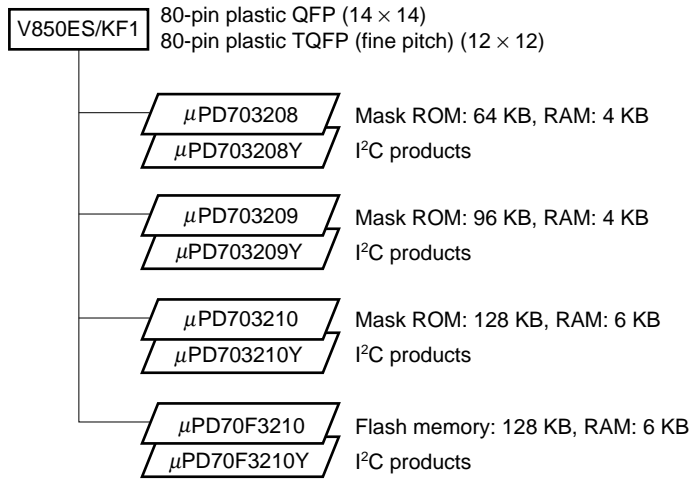 V850ES/KF1
80-pin plastic QFP (14 × 14)
80-pin plastic TQFP (fine pitch) (12 × 12)
μPD703208 Mask ROM: 64 KB, RAM: 4 KB
μPD703208Y I²C products
μPD703209 Mask ROM: 96 KB, RAM: 4 KB
μPD703209Y I²C products
μPD703210 Mask ROM: 128 KB, RAM: 6 KB
μPD703210Y I²C products
μPD70F3210 Flash memory: 128 KB, RAM: 6 KB
μPD70F3210Y I²C products